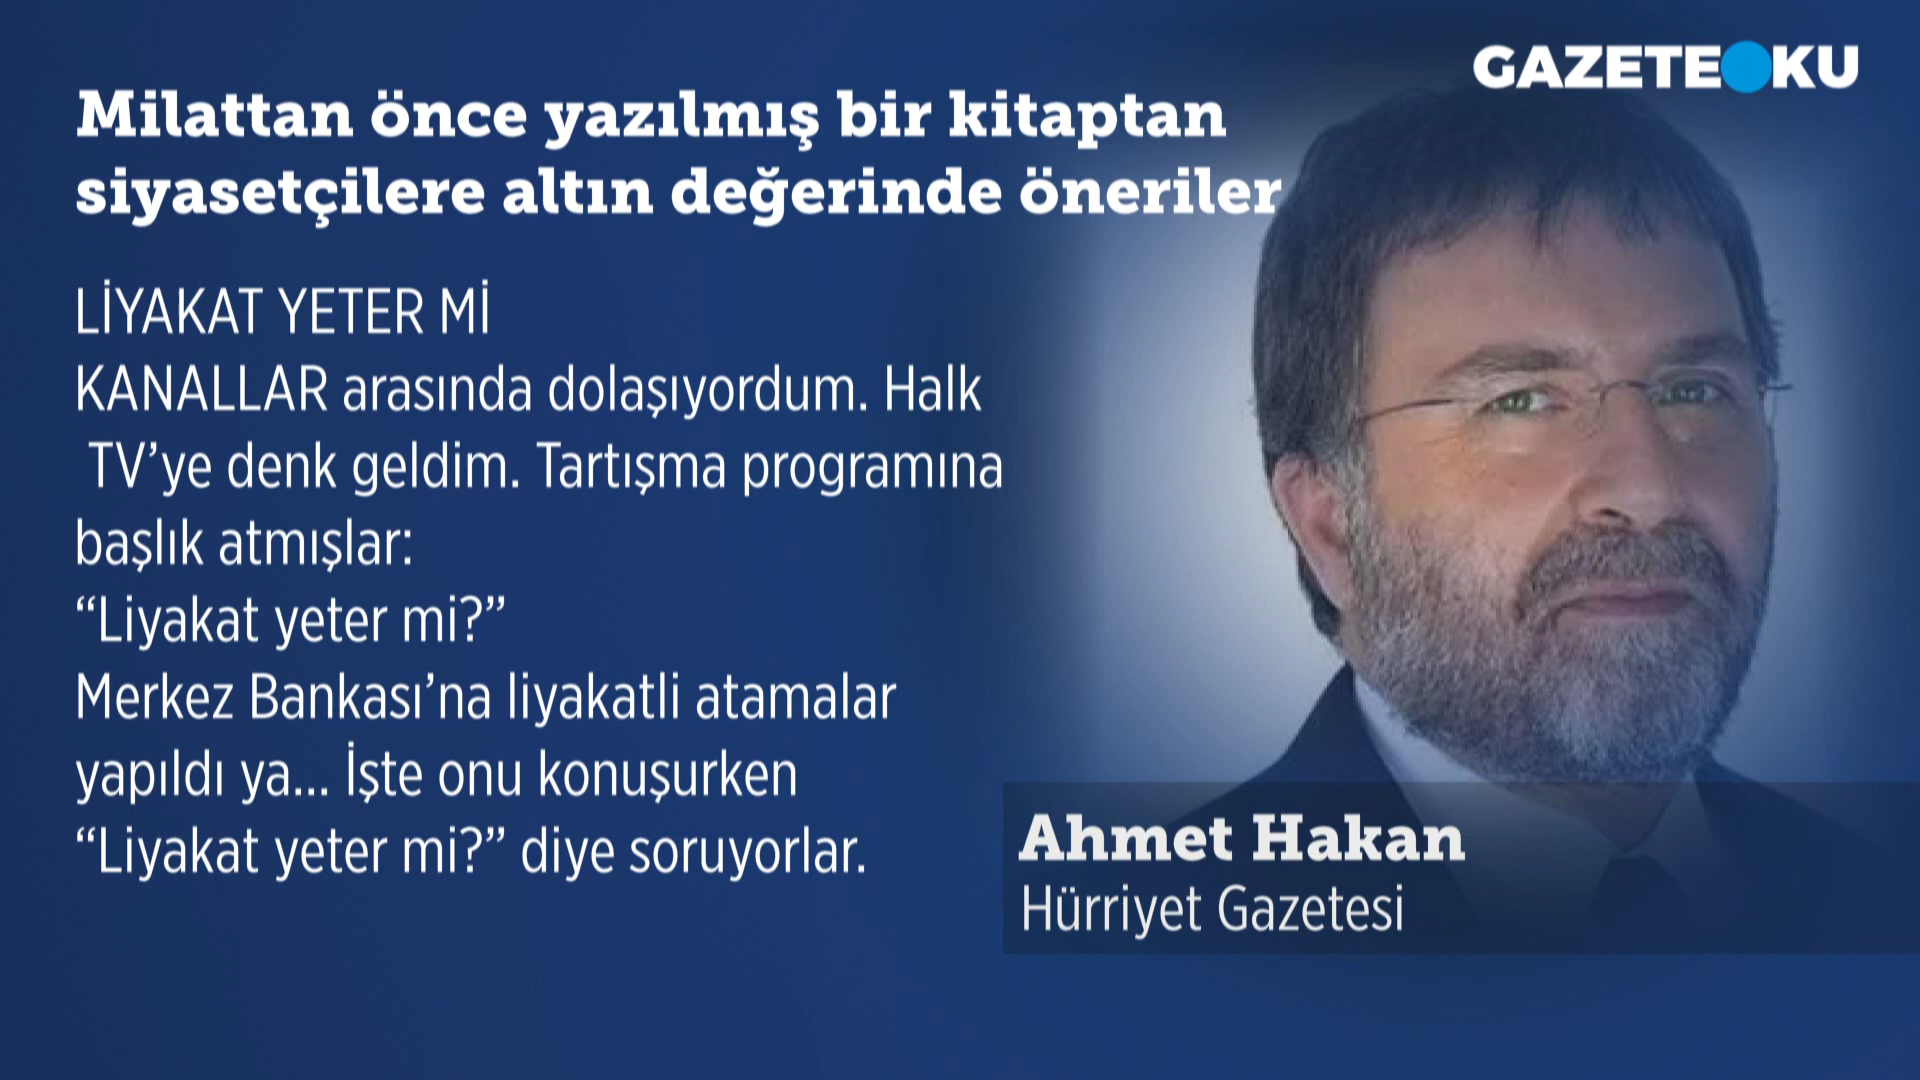 GAZETE OKU
Milattan önce yazılmış bir kitaptan
siyasetçilere altın değerinde öneriler
LİYAKAT YETER Mİ
KANALLAR arasında dolaşıyordum. Halk
TV’ye denk geldim. Tartışma programına
başlık atmışlar:
“Liyakat yeter mi?”
Merkez Bankası’na liyakatli atamalar
yapıldı ya... İşte onu konuşurken
“Liyakat yeter mi?” diye soruyorlar.
Ahmet Hakan
Hürriyet Gazetesi